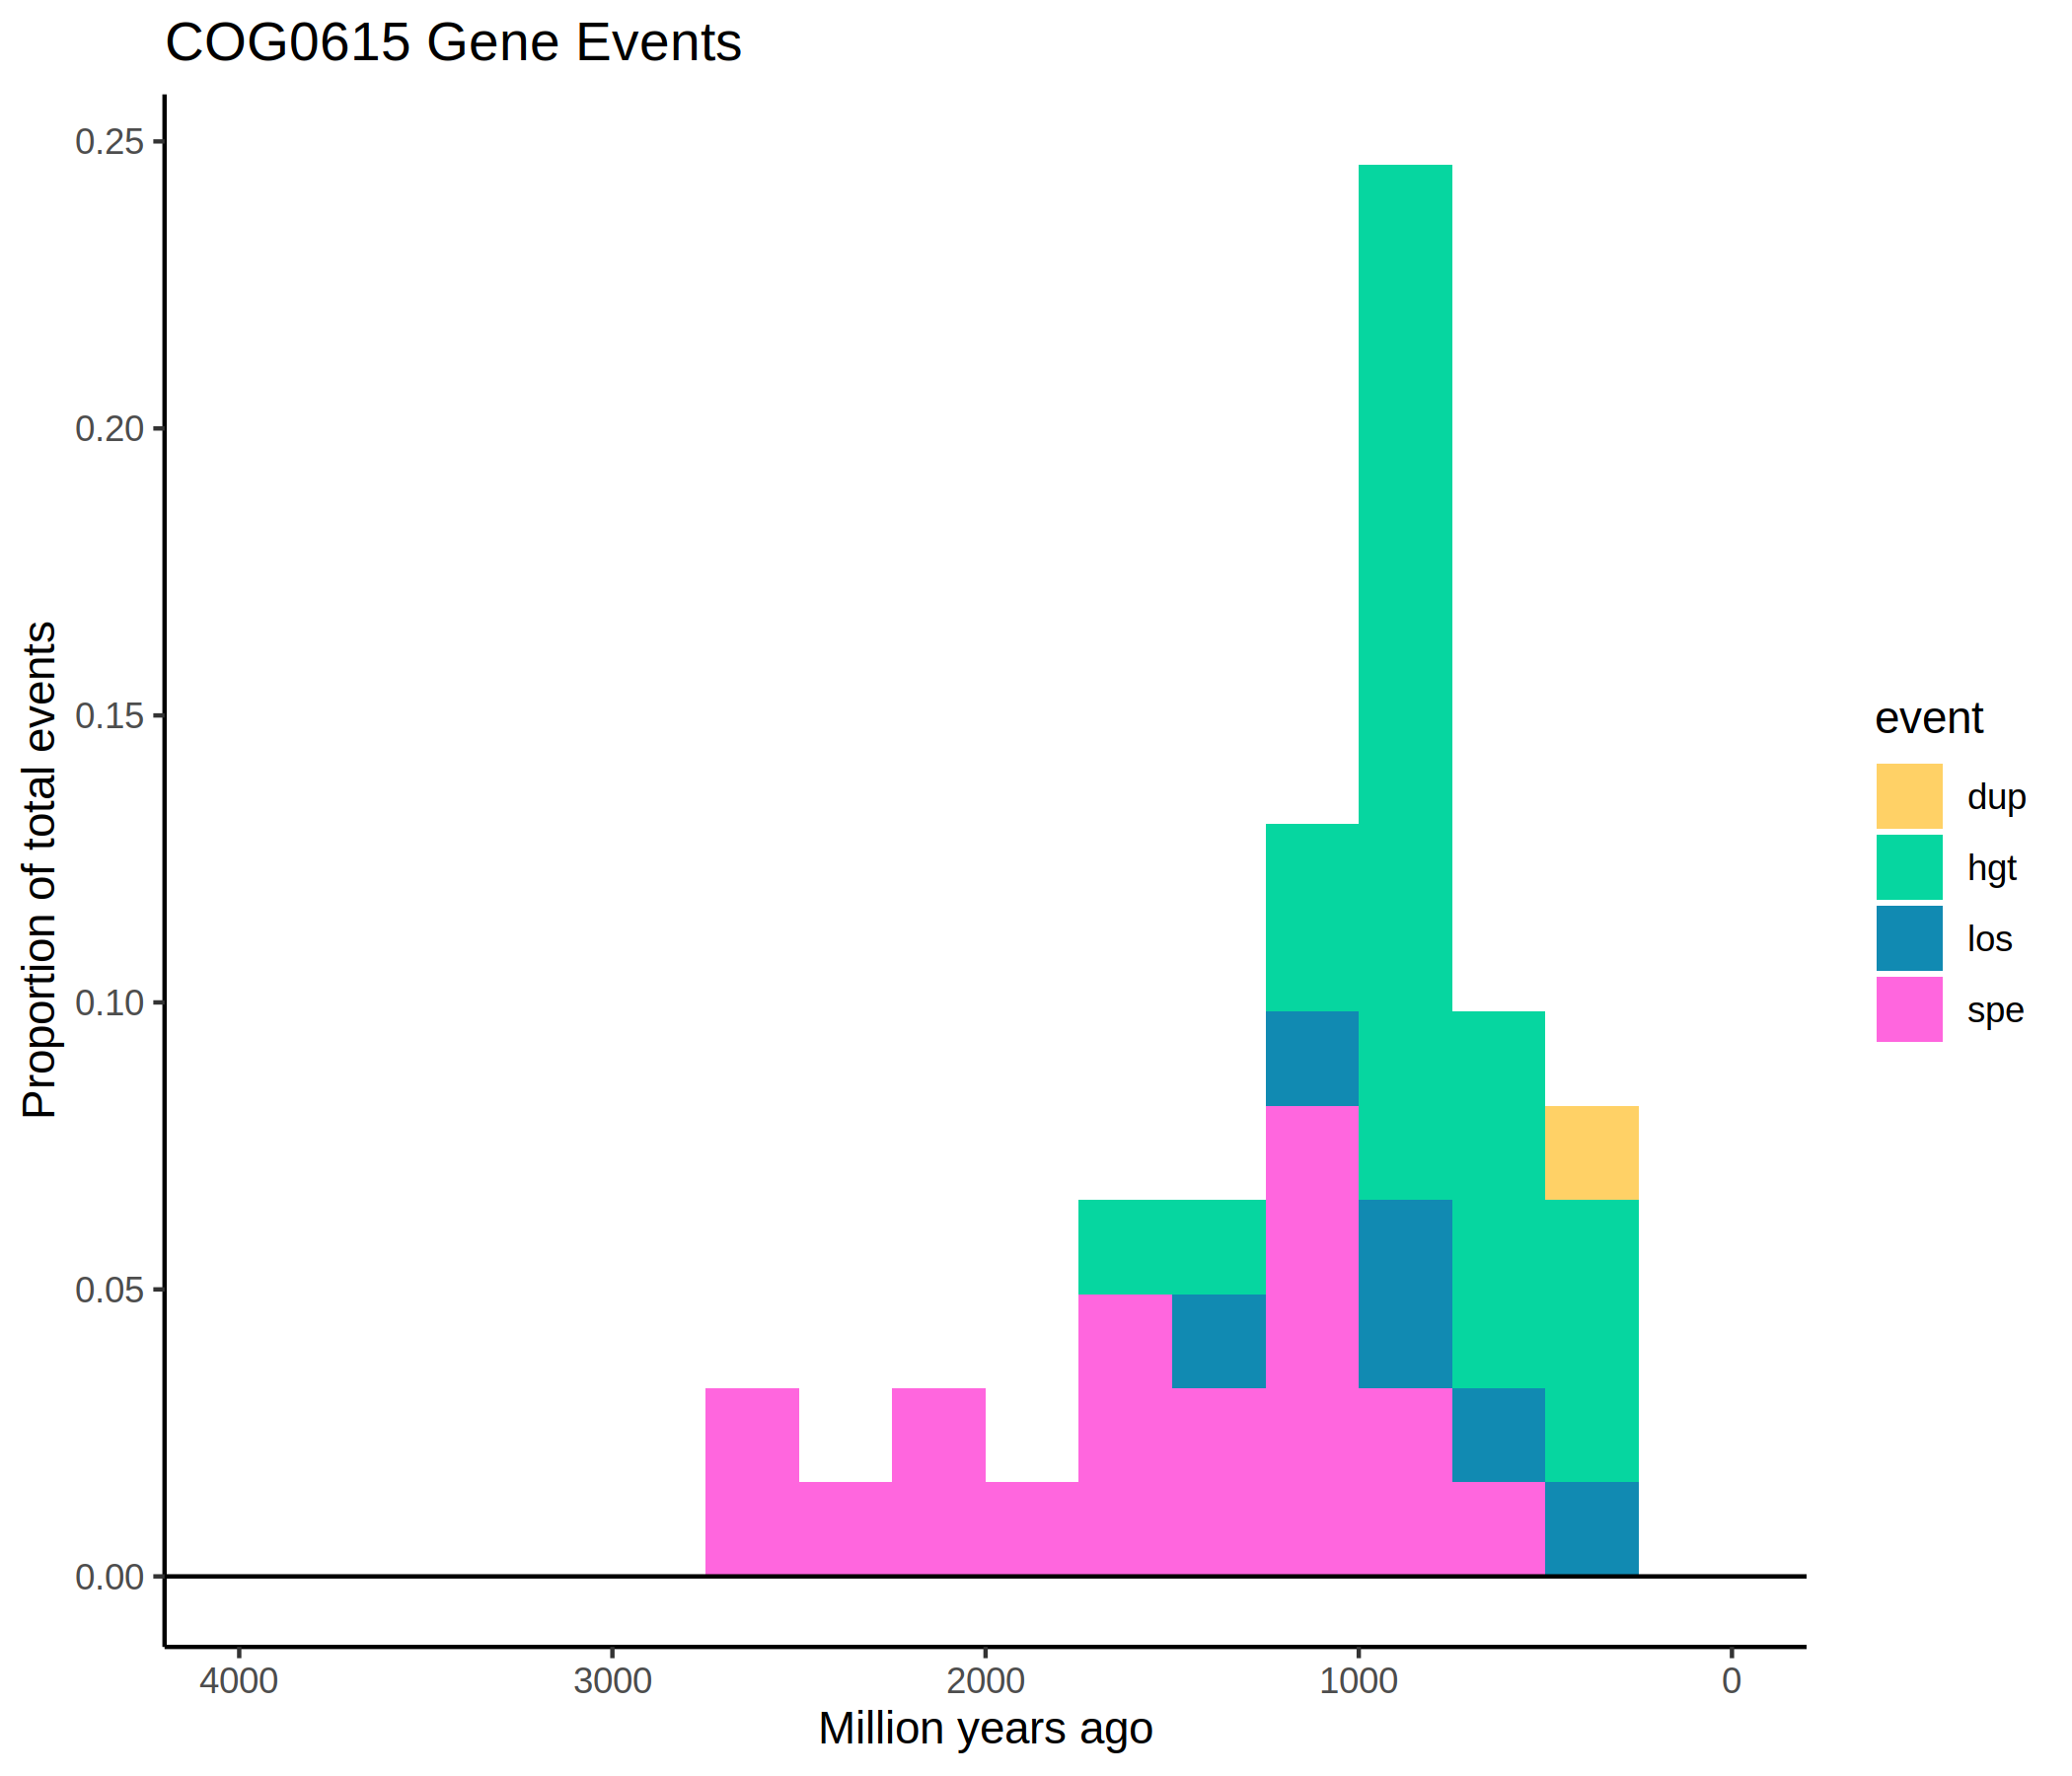 COG0615 Gene Events
Proportion of total events
0.25
0.20
0.15
0.10
0.05
0.00
4000 3000 2000 1000 0
Million years ago
event
dup
hgt
los
spe